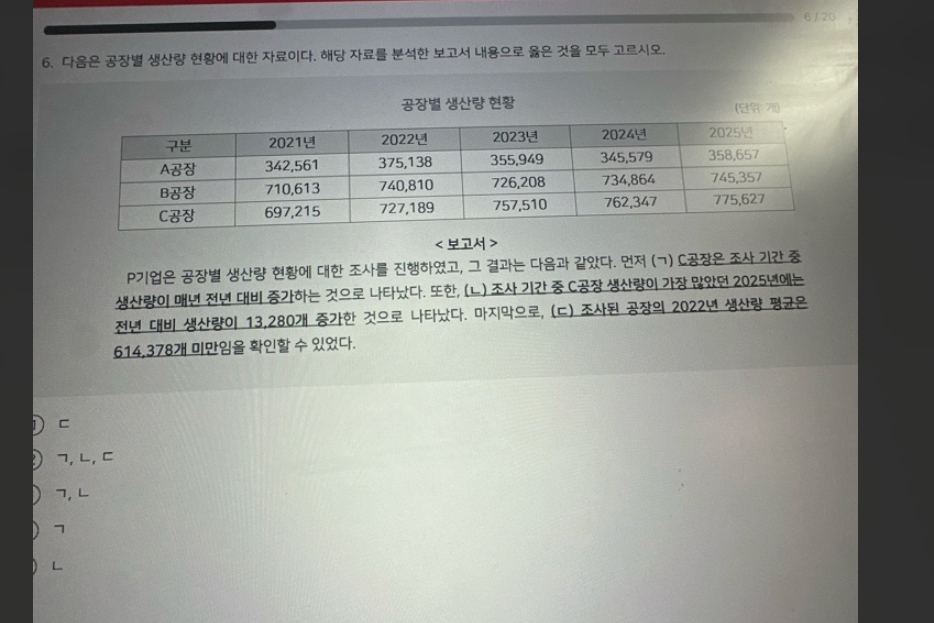 6 / 20
6. 다음은 공장별 생산량 현황에 대한 자료이다. 해당 자료를 분석한 보고서 내용으로 옳은 것을 모두 고르시오.
공장별 생산량 현황
(단위: 개)
구분 2021년 2022년 2023년 2024년 2025년
A공장 342,561 375,138 355,949 345,579 358,657
B공장 710,613 740,810 726,208 734,864 745,357
C공장 697,215 727,189 757,510 762,347 775,627
< 보고서 >
P기업은 공장별 생산량 현황에 대한 조사를 진행하였고, 그 결과는 다음과 같았다. 먼저 (ㄱ) C공장은 조사 기간 중
생산량이 매년 전년 대비 증가하는 것으로 나타났다. 또한, (ㄴ) 조사 기간 중 C공장 생산량이 가장 많았던 2025년에는
전년 대비 생산량이 13,280개 증가한 것으로 나타났다. 마지막으로, (ㄷ) 조사된 공장의 2022년 생산량 평균은
614,378개 미만임을 확인할 수 있었다.
① ㄷ
② ㄱ, ㄴ, ㄷ
ㄱ, ㄴ
ㄱ
ㄴ